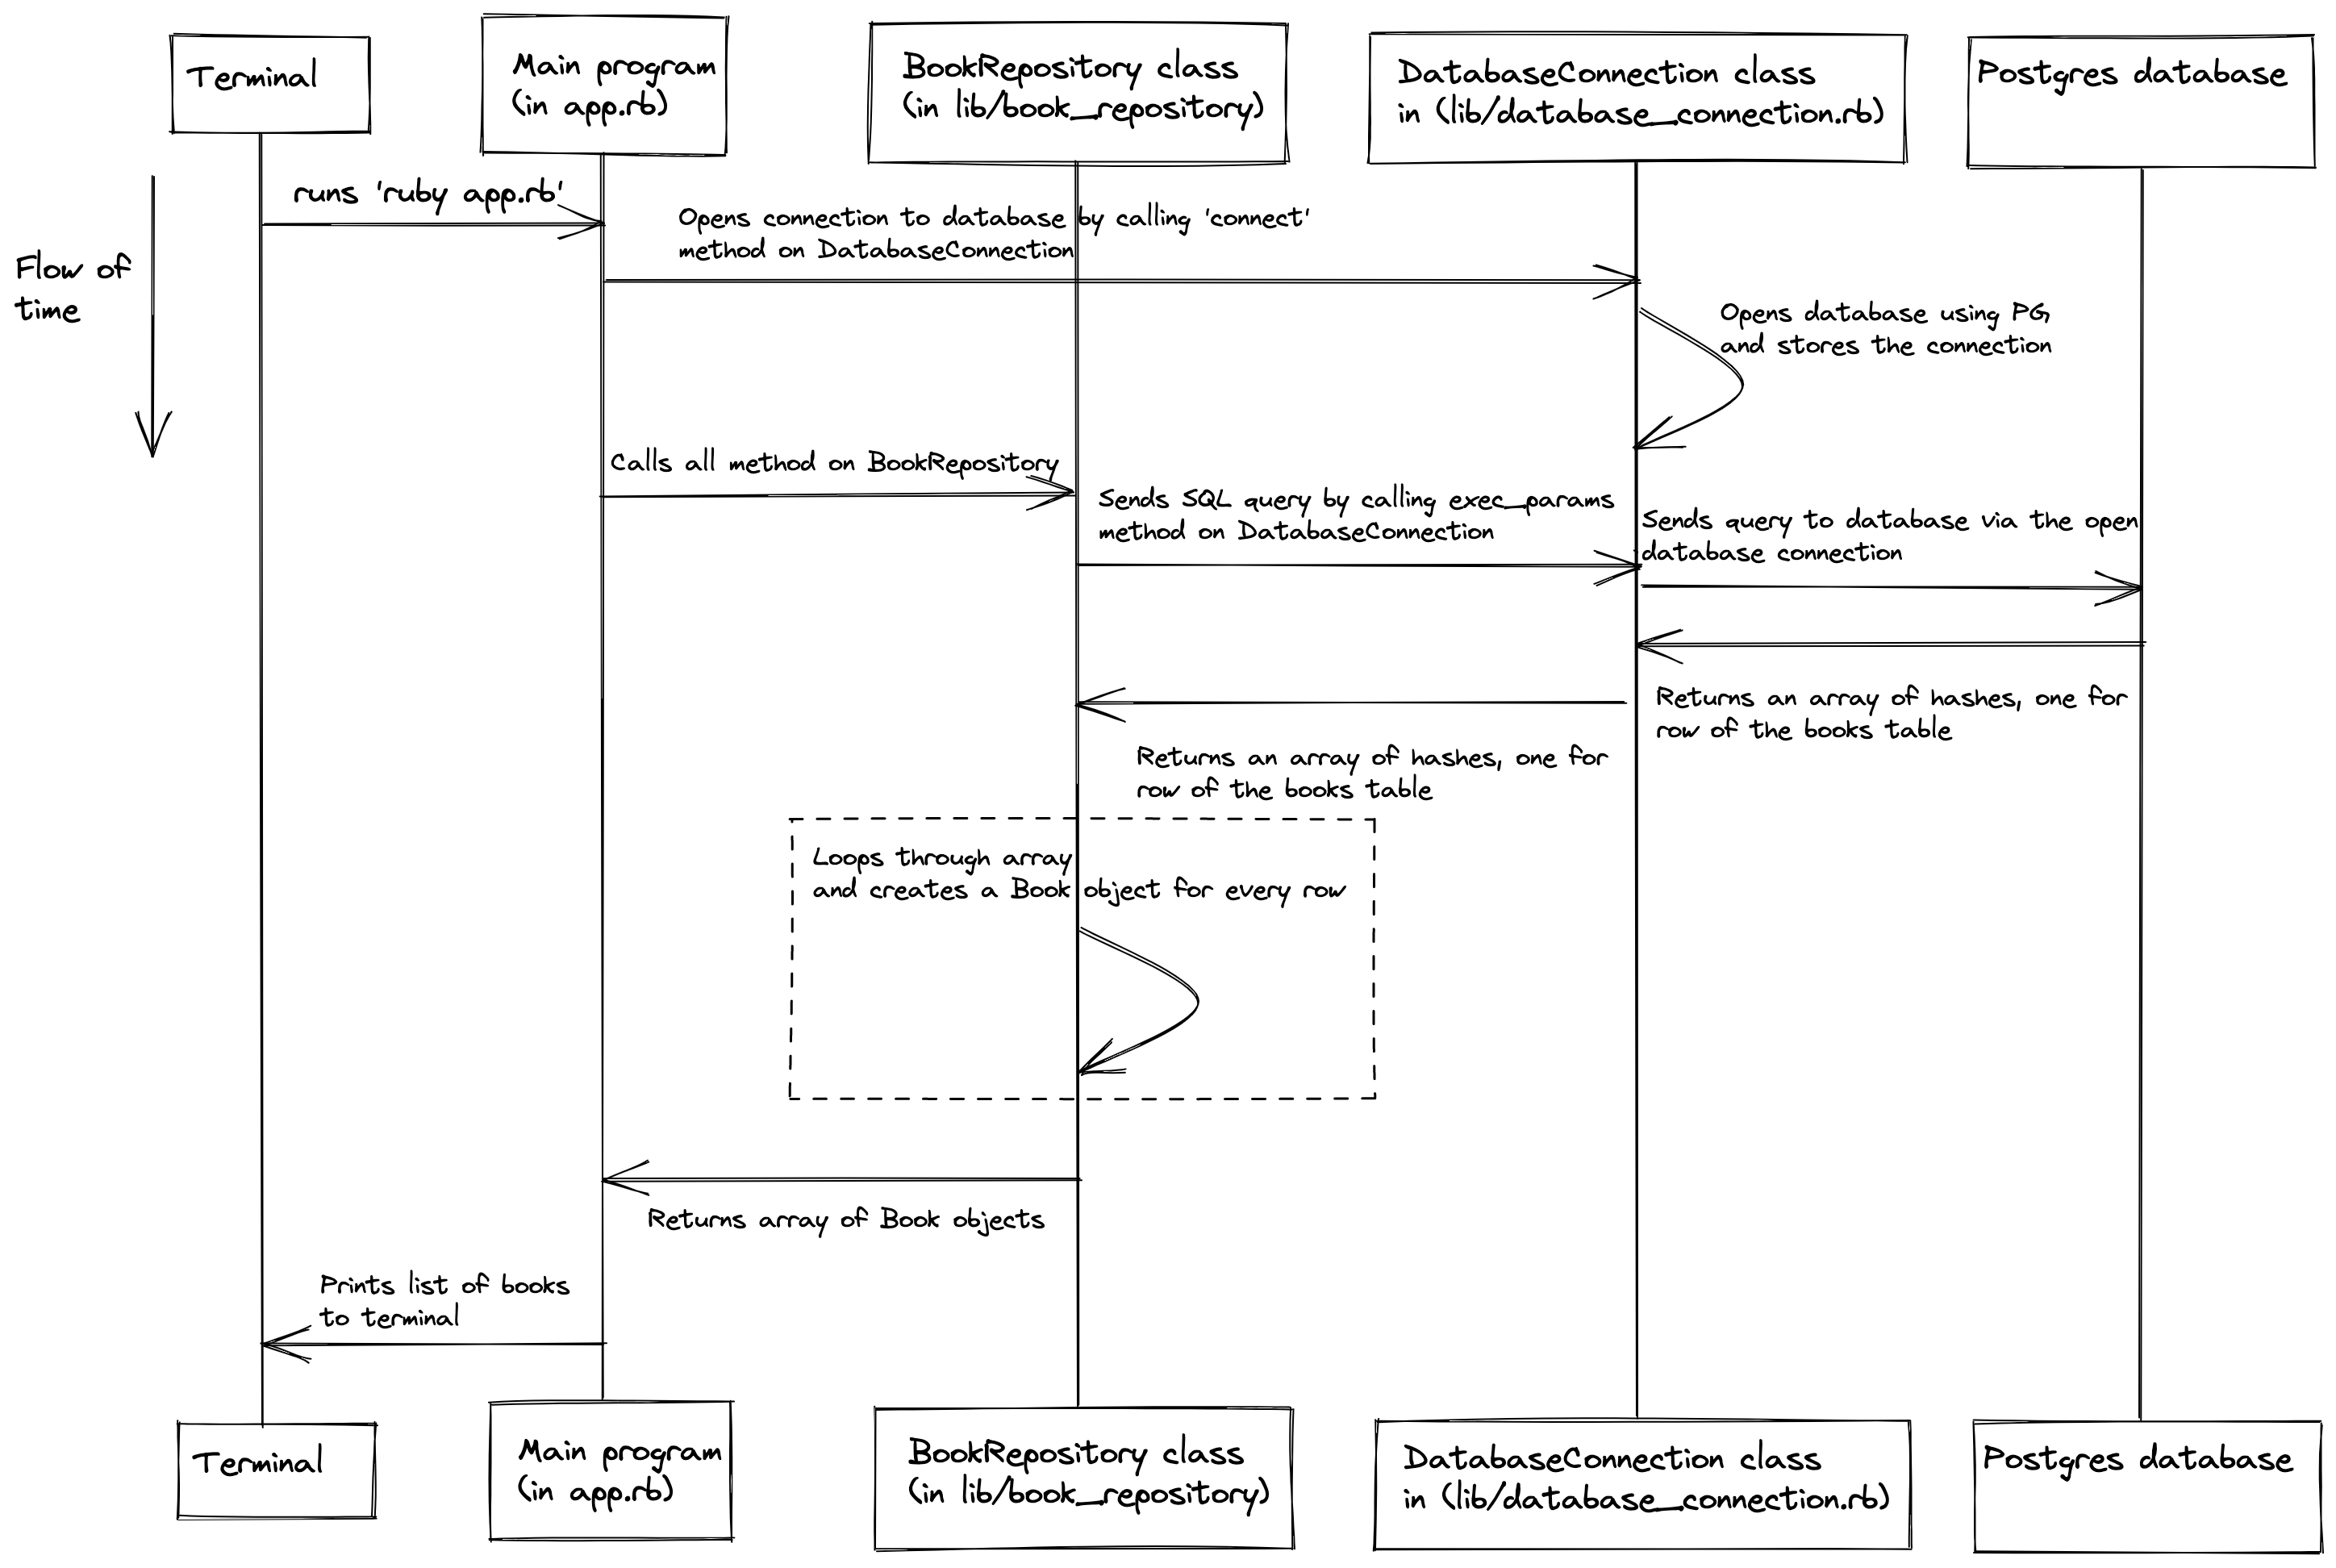 Terminal
Main program
(in app.rb)
BookRepository class
(in lib/book_repository)
DatabaseConnection class
in (lib/database_connection.rb)
Postgres database
Flow of
time
runs 'ruby app.rb'
Opens connection to database by calling 'connect'
method on DatabaseConnection
Opens database using PG
and stores the connection
Calls all method on BookRepository
Sends SQL query by calling exec_params
method on DatabaseConnection
Sends query to database via the open
database connection
Returns an array of hashes, one for
row of the books table
Returns an array of hashes, one for
row of the books table
Loops through array
and creates a Book object for every row
Returns array of Book objects
Prints list of books
to terminal
Terminal
Main program
(in app.rb)
BookRepository class
(in lib/book_repository)
DatabaseConnection class
in (lib/database_connection.rb)
Postgres database